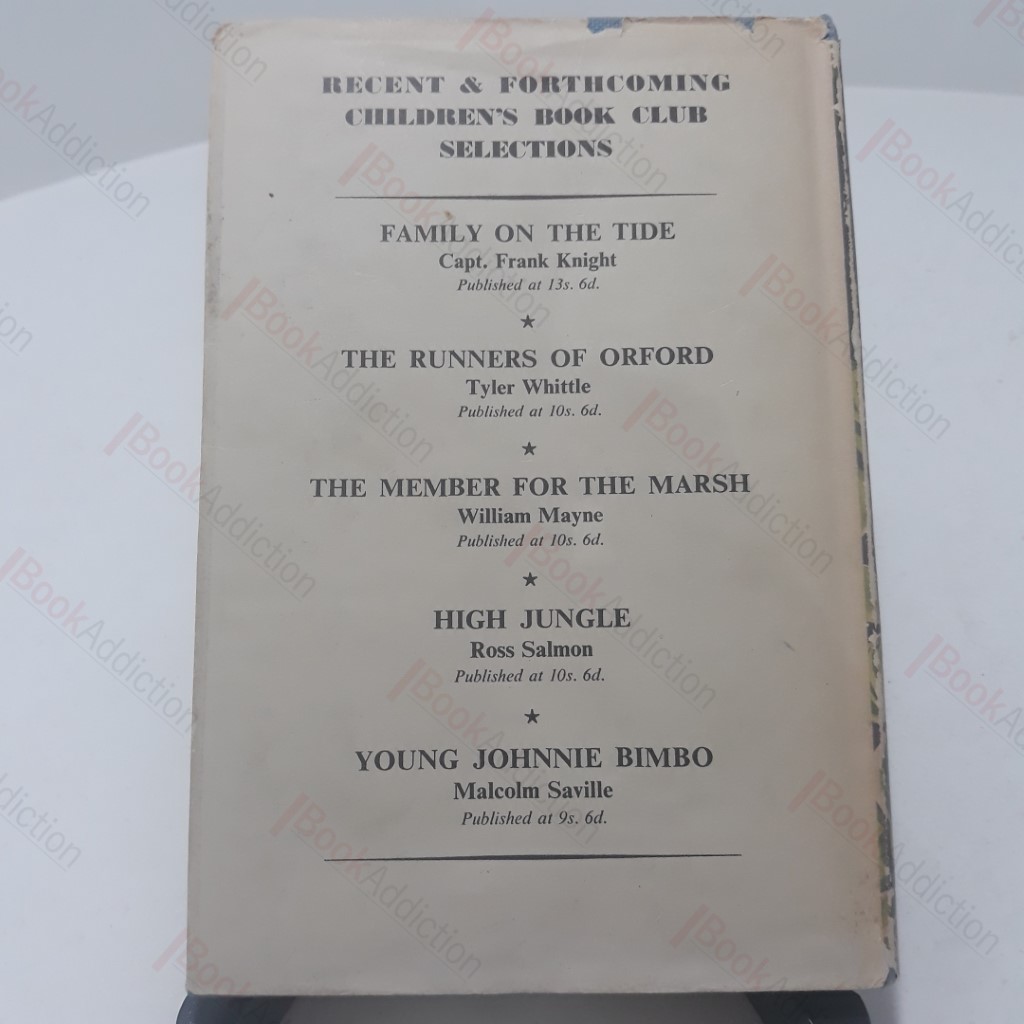 RECENT & FORTHCOMING
CHILDREN'S BOOK CLUB
SELECTIONS
FAMILY ON THE TIDE
Capt. Frank Knight
Published at 13s. 6d.
★
THE RUNNERS OF ORFORD
Tyler Whittle
Published at 10s. 6d.
★
THE MEMBER FOR THE MARSH
William Mayne
Published at 10s. 6d.
★
HIGH JUNGLE
Ross Salmon
Published at 10s. 6d.
★
YOUNG JOHNNIE BIMBO
Malcolm Saville
Published at 9s. 6d.
BookAddiction